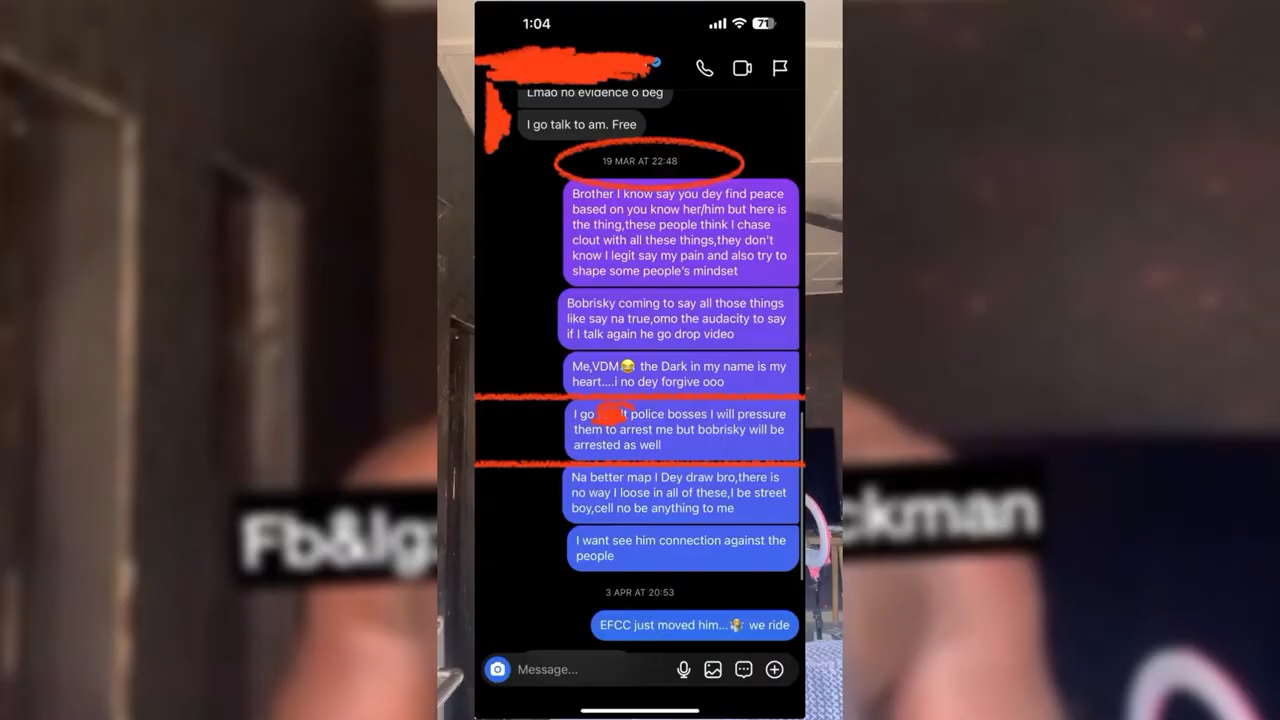 1:04
71
Lmao no evidence o beg
I go talk to am. Free
19 MAR AT 22:48
Brother I know say you dey find peace
based on you know her/him but here is
the thing,these people think I chase
clout with all these things,they don't
know I legit say my pain and also try to
shape some people's mindset
Bobrisky coming to say all those things
like say na true,omo the audacity to say
if I talk again he go drop video
Me,VDM😂 the Dark in my name is my
heart....i no dey forgive ooo
I go police bosses I will pressure
them to arrest me but bobrisky will be
arrested as well
Na better map I Dey draw bro,there is
no way I loose in all of these,I be street
boy,cell no be anything to me
I want see him connection against the
people
3 APR AT 20:53
EFCC just moved him... we ride
Message...
Fb&Ig:
ckman